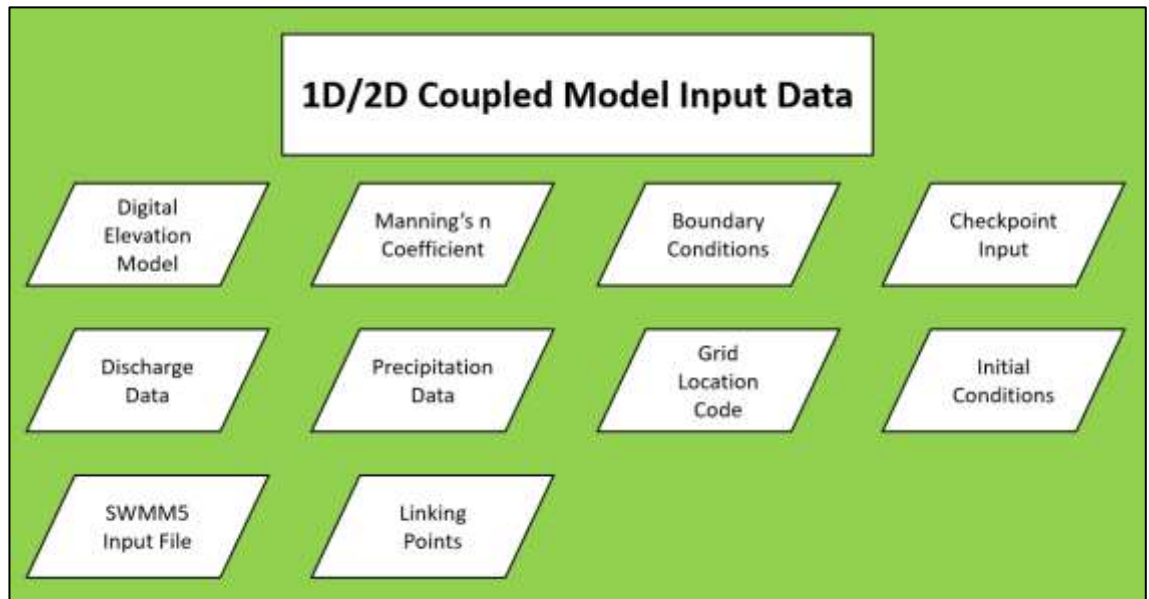 1D/2D Coupled Model Input Data
Digital
Elevation
Model
Manning's n
Coefficient
Boundary
Conditions
Checkpoint
Input
Discharge
Data
Precipitation
Data
Grid
Location
Code
Initial
Conditions
SWMM5
Input File
Linking
Points